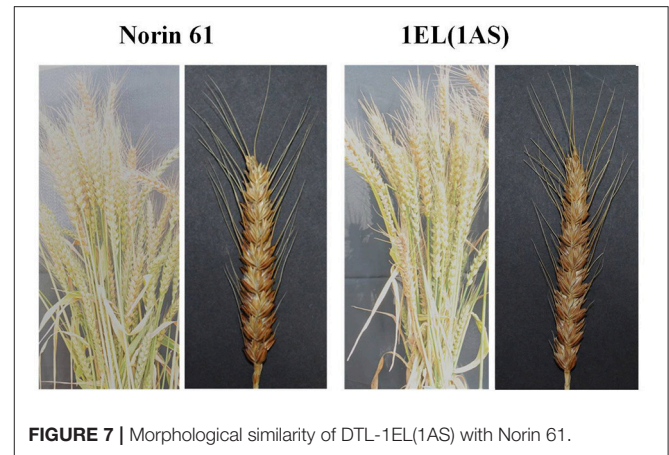 Norin 61
1EL(1AS)
FIGURE 7 | Morphological similarity of DTL-1EL(1AS) with Norin 61.